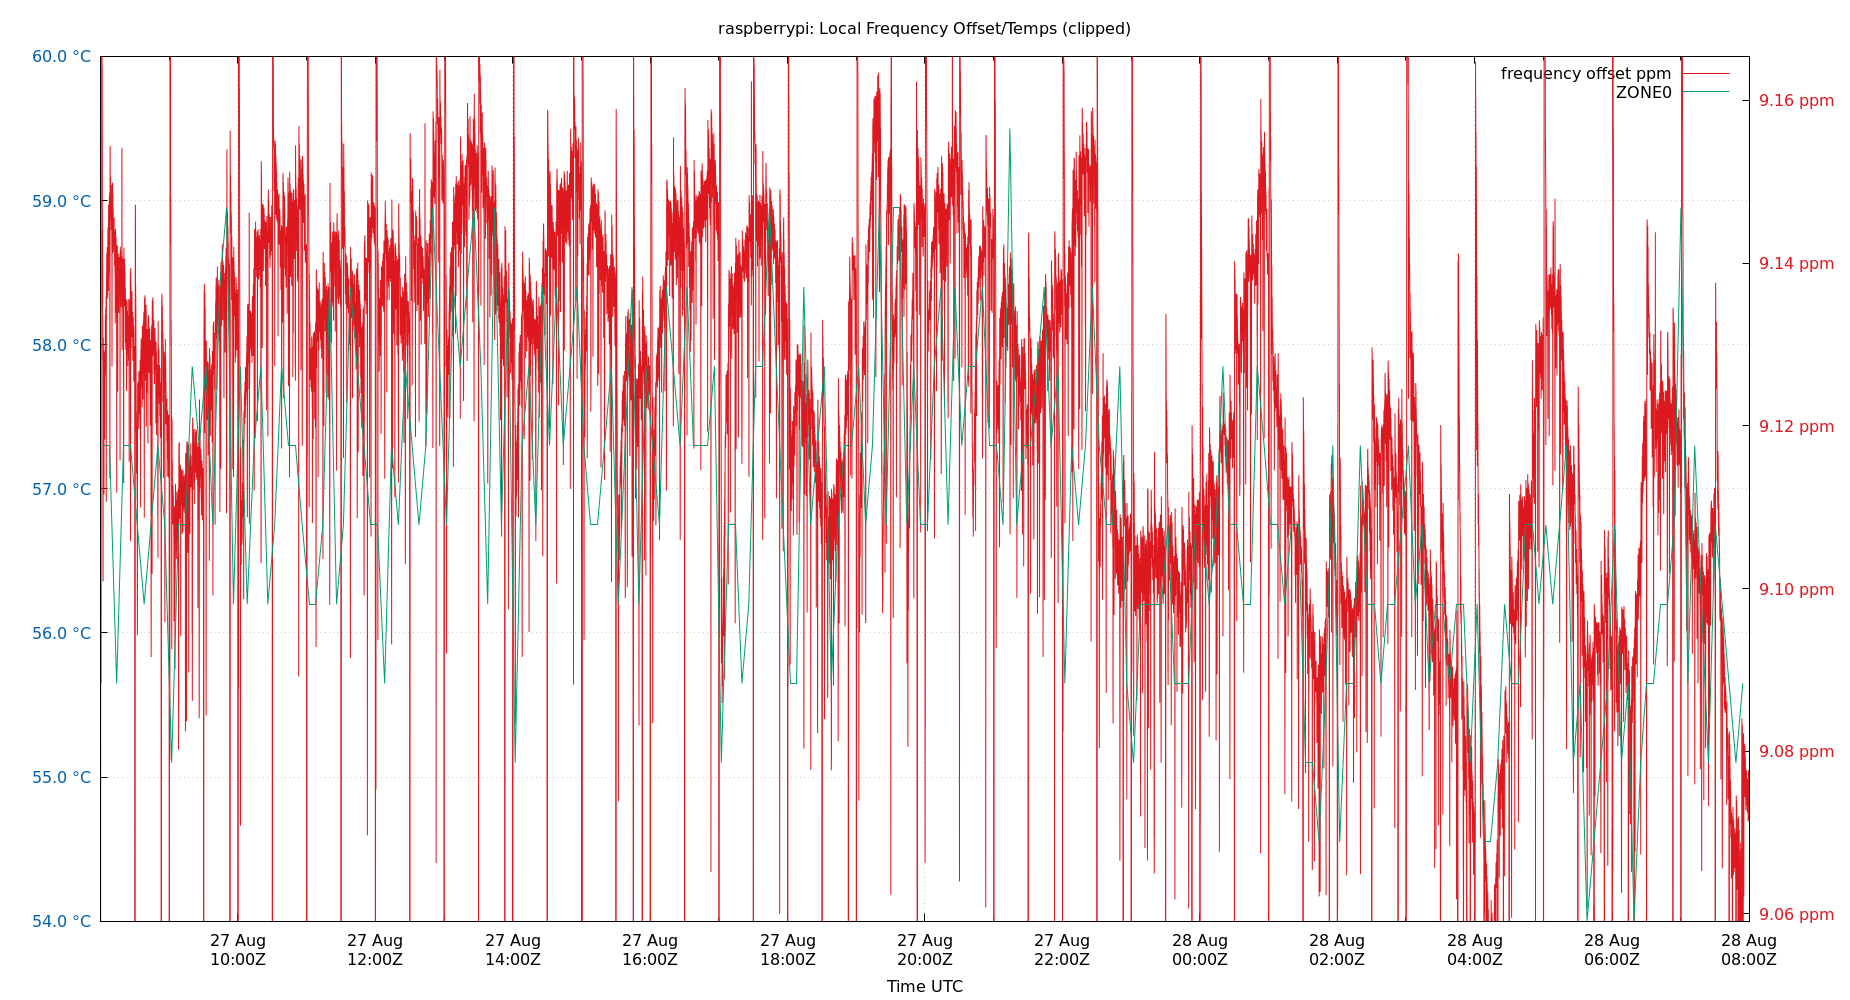 raspberrypi: Local Frequency Offset/Temps (clipped)
60.0 °C
59.0 °C
58.0 °C
57.0 °C
56.0 °C
55.0 °C
54.0 °C
frequency offset ppm
ZONE0
9.16 ppm
9.14 ppm
9.12 ppm
9.10 ppm
9.08 ppm
9.06 ppm
27 Aug 27 Aug 27 Aug 27 Aug 27 Aug 27 Aug 27 Aug 28 Aug 28 Aug 28 Aug 28 Aug 28 Aug
10:00Z 12:00Z 14:00Z 16:00Z 18:00Z 20:00Z 22:00Z 00:00Z 02:00Z 04:00Z 06:00Z 08:00Z
Time UTC